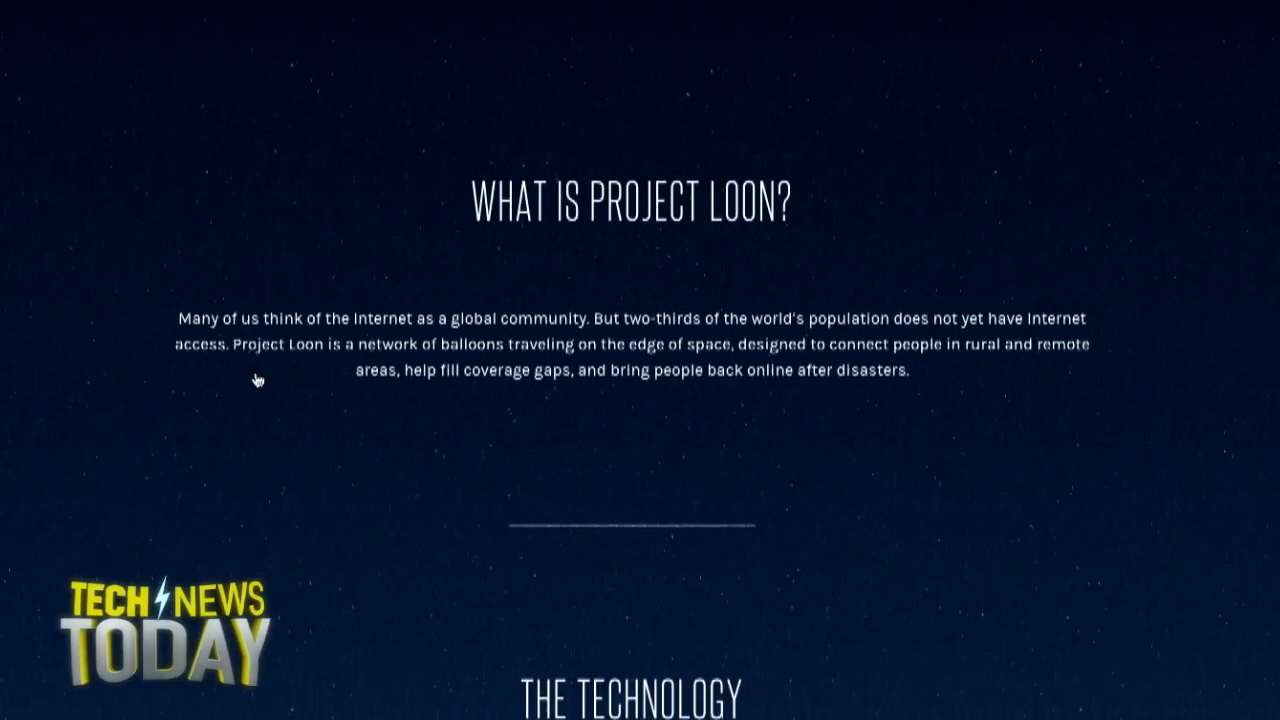 WHAT IS PROJECT LOON?
Many of us think of the Internet as a global community. But two-thirds of the world's population does not yet have Internet
access. Project Loon is a network of balloons traveling on the edge of space, designed to connect people in rural and remote
areas, help fill coverage gaps, and bring people back online after disasters.
TECH NEWS
TODAY
THE TECHNOLOGY